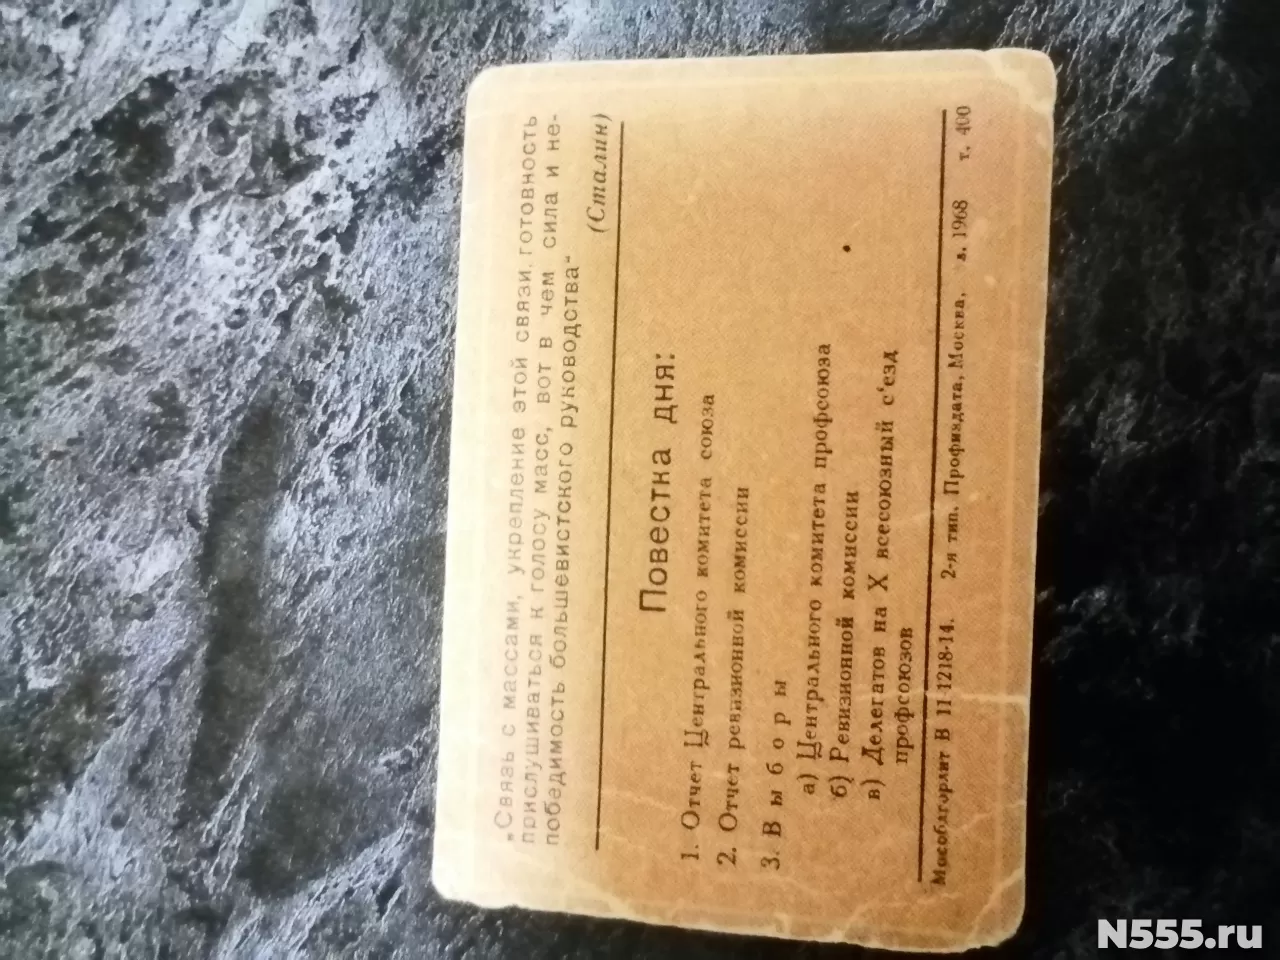 „Связь с массами, укрепление этой связи, готовность
прислушиваться к голосу масс, вот в чем сила и не-
победимость большевистского руководства“
(Сталин)
Повестка дня:
1. Отчет Центрального комитета союза
2. Отчет ревизионной комиссии
3. Выборы
а) Центрального комитета профсоюза
б) Ревизионной комиссии
в) Делегатов на X всесоюзный с‘езд
профсоюзов
Мособлгорлит В 11-1218-14. 2-я тип. Профиздата, Москва, з. 1968 т. 400
N555.ru